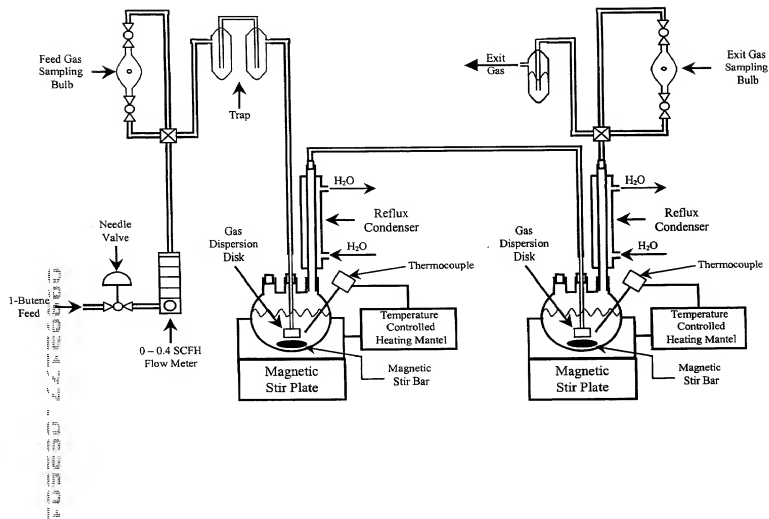 Feed Gas
Sampling
Bulb
Trap
Exit
Gas
Exit Gas
Sampling
Bulb
H₂O
Reflux
Condenser
H₂O
H₂O
Reflux
Condenser
H₂O
Needle
Valve
Gas
Dispersion
Disk
Thermocouple
Gas
Dispersion
Disk
Thermocouple
1-Butene
Feed
0 – 0.4 SCFH
Flow Meter
Temperature
Controlled
Heating Mantel
Temperature
Controlled
Heating Mantel
Magnetic
Stir Plate
Magnetic
Stir Bar
Magnetic
Stir Plate
Magnetic
Stir Bar